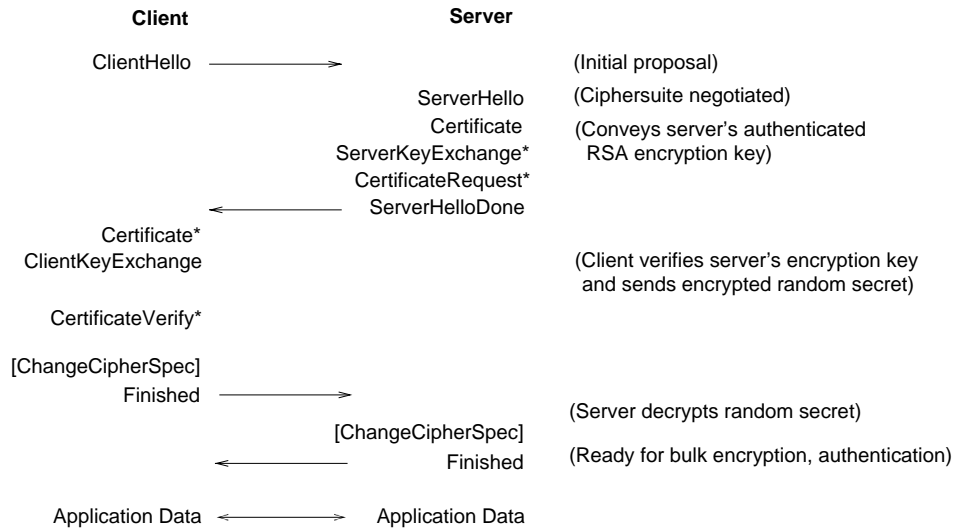 Client Server
ClientHello (Initial proposal)
ServerHello (Ciphersuite negotiated)
Certificate (Conveys server's authenticated
ServerKeyExchange* RSA encryption key)
CertificateRequest*
ServerHelloDone
Certificate*
ClientKeyExchange (Client verifies server's encryption key
and sends encrypted random secret)
CertificateVerify*
[ChangeCipherSpec]
Finished
(Server decrypts random secret)
[ChangeCipherSpec]
Finished (Ready for bulk encryption, authentication)
Application Data Application Data